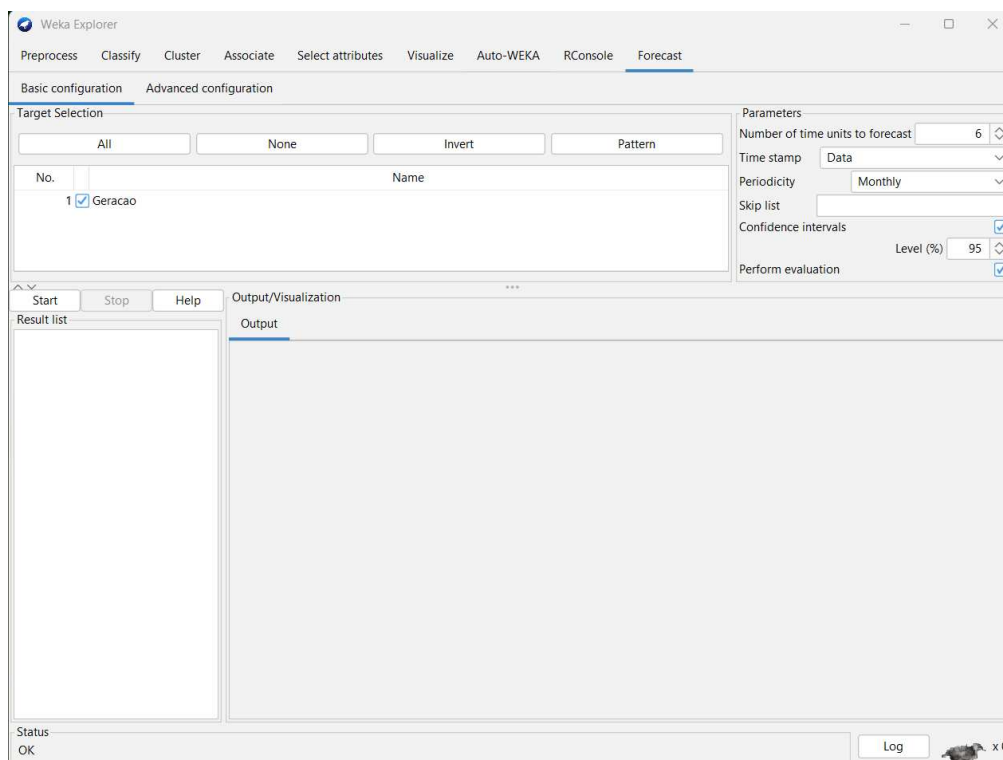 Weka Explorer
Preprocess Classify Cluster Associate Select attributes Visualize Auto-WEKA RConsole Forecast
Basic configuration Advanced configuration
Target Selection
All None Invert Pattern
No. Name
1 Geracao
Parameters
Number of time units to forecast 6
Time stamp Data
Periodicity Monthly
Skip list
Confidence intervals
Level (%) 95
Perform evaluation
Start Stop Help
Result list
Output/Visualization
Output
Status
OK
Log
x